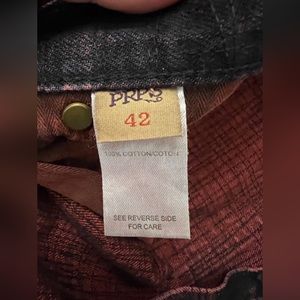 PRPS
42
100% COTTON/COTON
SEE REVERSE SIDE
FOR CARE